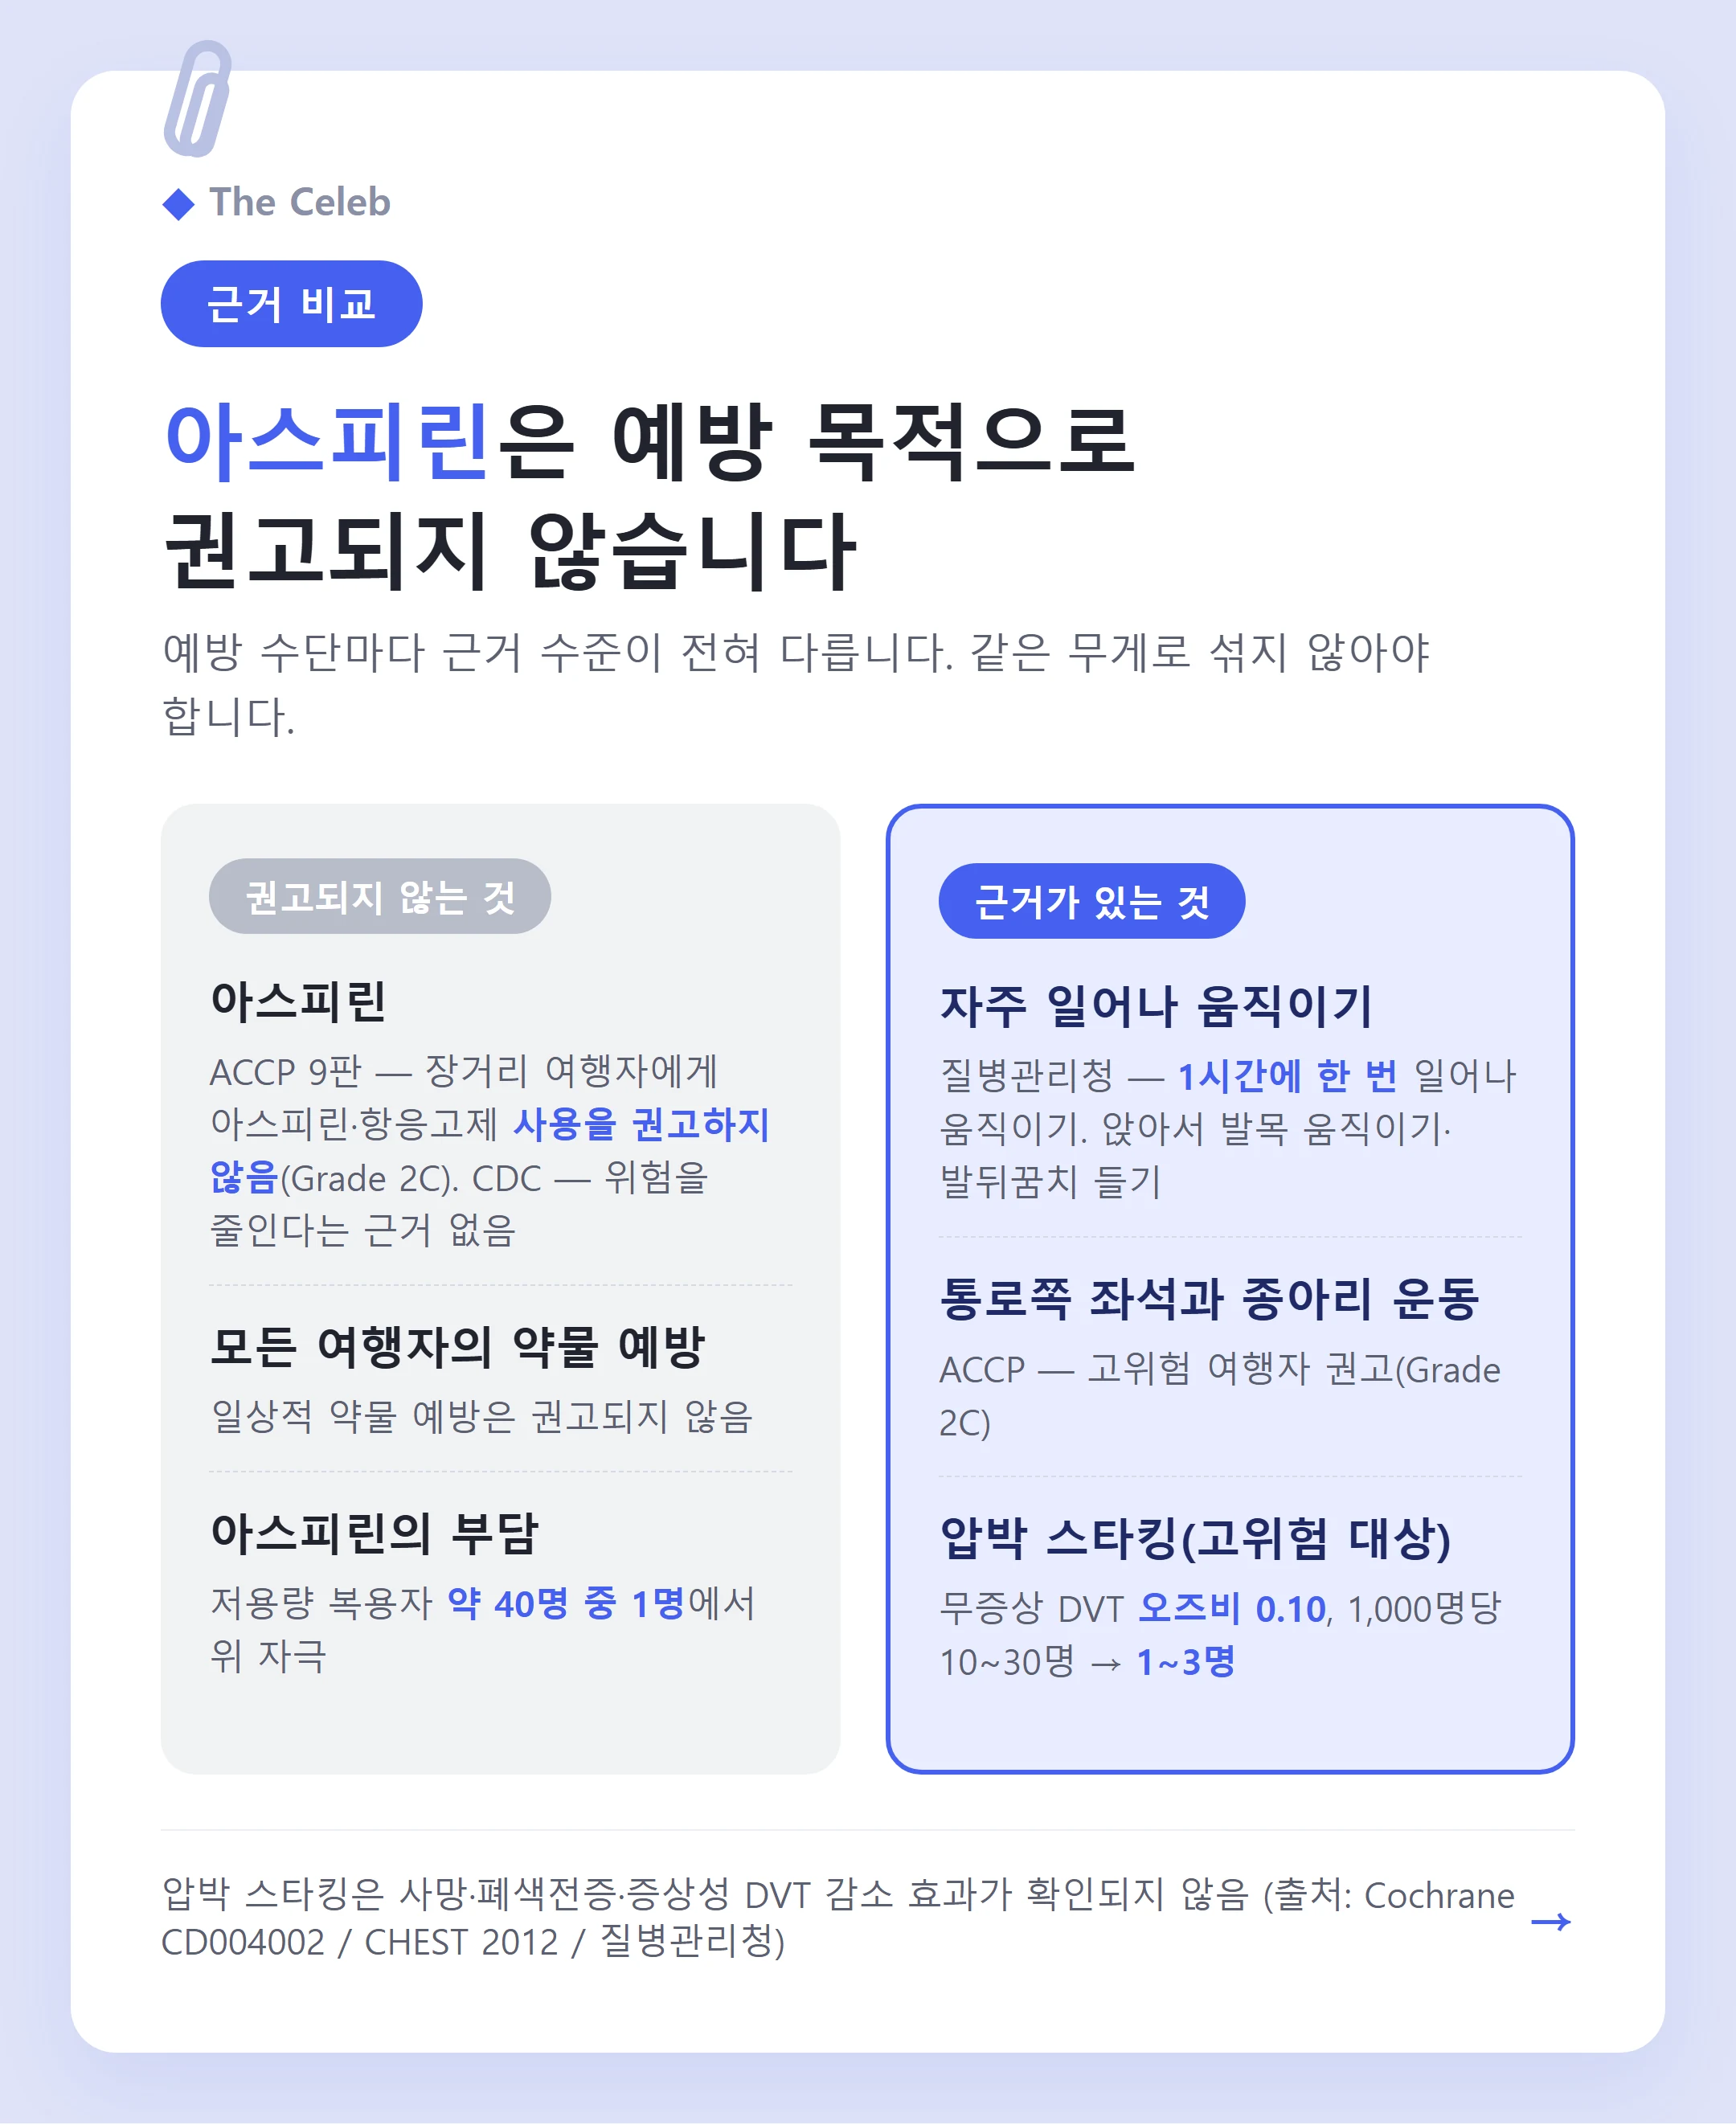 The Celeb
근거 비교
아스피린은 예방 목적으로
권고되지 않습니다
예방 수단마다 근거 수준이 전혀 다릅니다. 같은 무게로 섞지 않아야
합니다.
권고되지 않는 것
아스피린
ACCP 9판 — 장거리 여행자에게
아스피린·항응고제 사용을 권고하지
않음(Grade 2C). CDC — 위험을
줄인다는 근거 없음
모든 여행자의 약물 예방
일상적 약물 예방은 권고되지 않음
아스피린의 부담
저용량 복용자 약 40명 중 1명에서
위 자극
근거가 있는 것
자주 일어나 움직이기
질병관리청 — 1시간에 한 번 일어나
움직이기. 앉아서 발목 움직이기·
발뒤꿈치 들기
통로쪽 좌석과 종아리 운동
ACCP — 고위험 여행자 권고(Grade
2C)
압박 스타킹(고위험 대상)
무증상 DVT 오즈비 0.10, 1,000명당
10~30명 → 1~3명
압박 스타킹은 사망·폐색전증·증상성 DVT 감소 효과가 확인되지 않음 (출처: Cochrane
CD004002 / CHEST 2012 / 질병관리청)
→